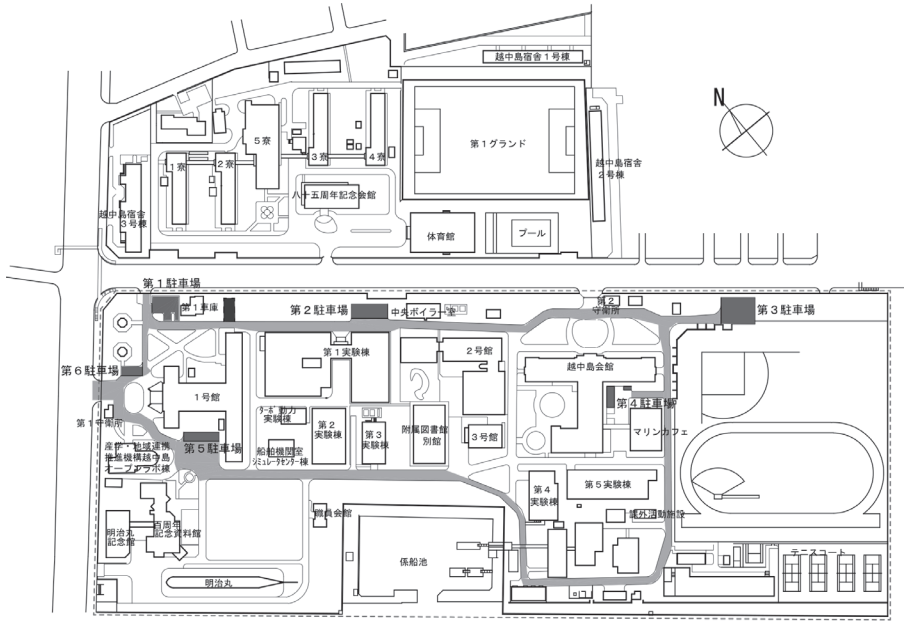 越中島宿舎1号棟
N
5寮
第1グランド
1寮
2寮
3寮
4寮
越中島宿舎
2号棟
八十五周年記念会館
越中島宿舎
3号棟
体育館
プール
第1駐車場
第1車庫
第2駐車場
中央ボイラー室
第2
守衛所
第3駐車場
第1実験棟
2号館
越中島会館
第6駐車場
1号館
第4駐車場
ターボ動力
実験棟
第2
実験棟
第3
実験棟
附属図書館
別館
3号館
マリンカフェ
第1守衛所
第5駐車場
産学・地域連携
推進機構越中島
オープンラボ棟
船舶機関室
シミュレータセンター棟
第4
実験棟
第5実験棟
職員会館
課外活動施設
明治丸
記念館
百周年
記念資料館
係船池
テニスコート
明治丸